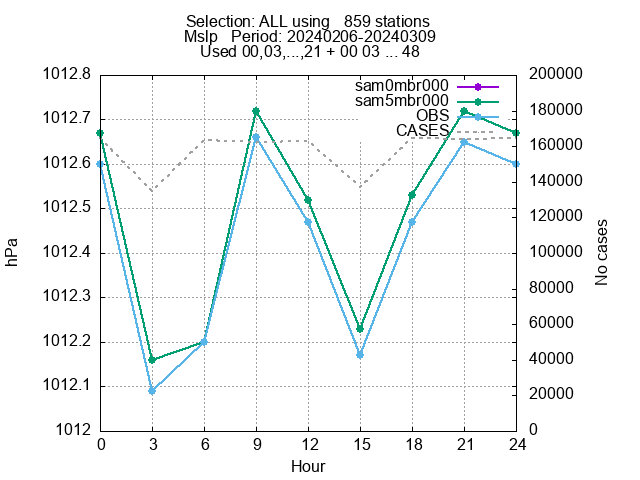 Selection: ALL using   859 stations
Mslp   Period: 20240206-20240309
Used 00,03,...,21 + 00 03 ... 48
1012.8
1012.7
1012.6
1012.5
1012.4
1012.3
1012.2
1012.1
1012
hPa
sam0mbr000
sam5mbr000
OBS
CASES
200000
180000
160000
140000
120000
100000
80000
60000
40000
20000
0
No cases
0 3 6 9 12 15 18 21 24
Hour